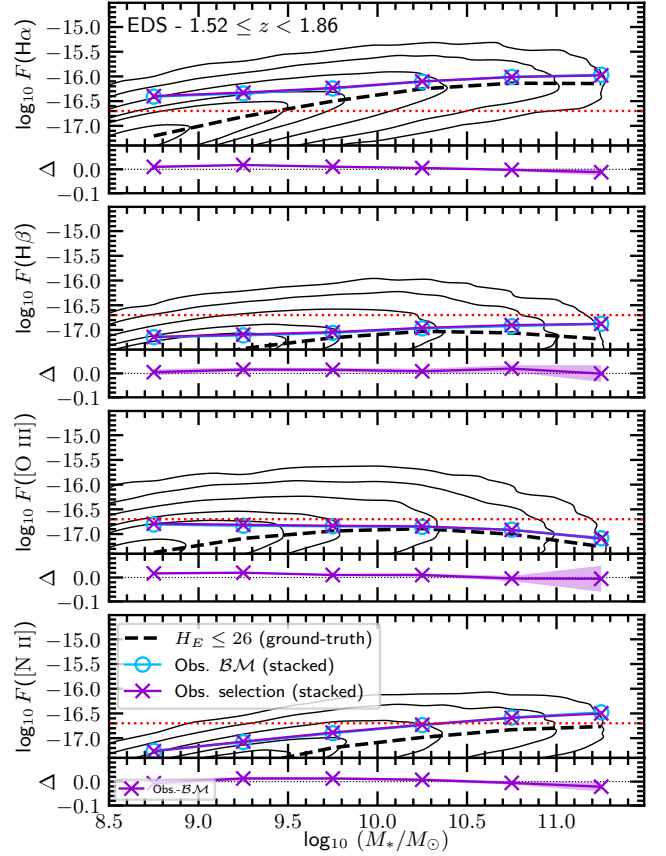 EDS - 1.52 ≤ z < 1.86
log₁₀ F(Hα)
−15.0
−15.5
−16.0
−16.5
−17.0
Δ
0.0
−0.1
log₁₀ F(Hβ)
−15.0
−15.5
−16.0
−16.5
−17.0
Δ
0.0
−0.1
log₁₀ F([O III])
−15.0
−15.5
−16.0
−16.5
−17.0
Δ
0.0
−0.1
log₁₀ F([N II])
−15.0
−15.5
−16.0
−16.5
−17.0
H_E ≤ 26 (ground-truth)
Obs. ℬℳ (stacked)
Obs. selection (stacked)
Δ
0.0
−0.1
Obs.-ℬℳ
8.5 9.0 9.5 10.0 10.5 11.0
log₁₀ (M_*/M_⊙)